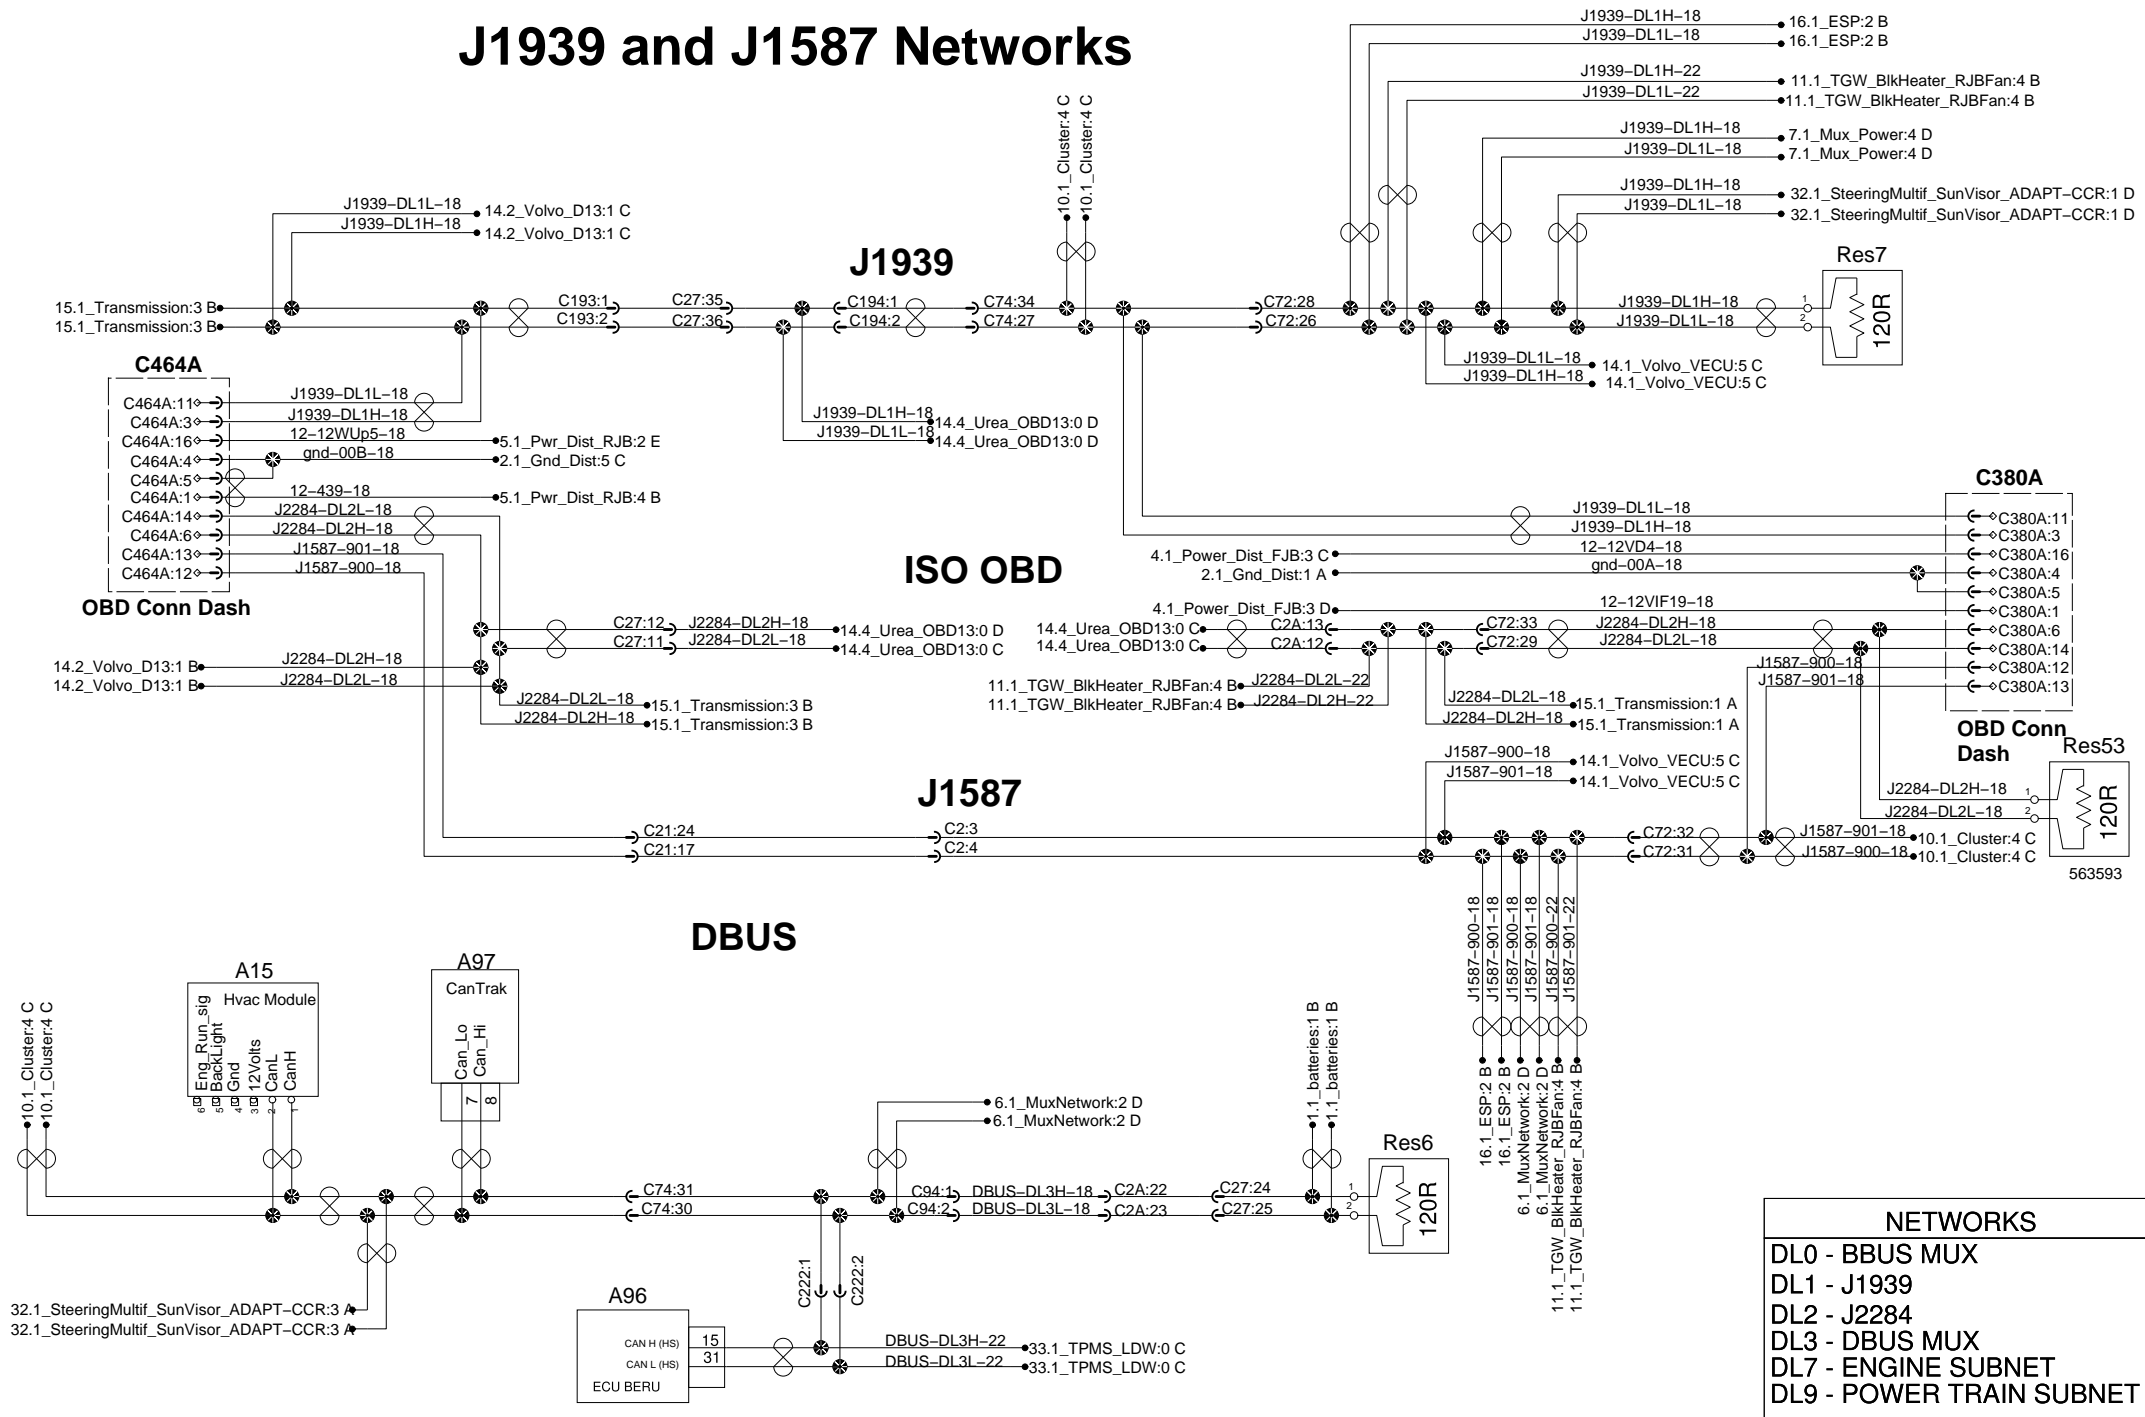 J1939 and J1587 Networks
J1939–DL1H–18
16.1_ESP:2 B
J1939–DL1L–18
16.1_ESP:2 B
J1939–DL1H–22
11.1_TGW_BlkHeater_RJBFan:4 B
J1939–DL1L–22
11.1_TGW_BlkHeater_RJBFan:4 B
J1939–DL1H–18
7.1_Mux_Power:4 D
J1939–DL1L–18
7.1_Mux_Power:4 D
J1939–DL1H–18
32.1_SteeringMultif_SunVisor_ADAPT–CCR:1 D
J1939–DL1L–18
32.1_SteeringMultif_SunVisor_ADAPT–CCR:1 D
10.1_Cluster:4 C
10.1_Cluster:4 C
J1939–DL1L–18
14.2_Volvo_D13:1 C
J1939–DL1H–18
14.2_Volvo_D13:1 C
J1939
Res7
15.1_Transmission:3 B
C193:1
C27:35
C194:1
C74:34
C72:28
J1939–DL1H–18
1
15.1_Transmission:3 B
C193:2
C27:36
C194:2
C74:27
C72:26
J1939–DL1L–18
2
120R
J1939–DL1L–18
14.1_Volvo_VECU:5 C
J1939–DL1H–18
14.1_Volvo_VECU:5 C
C464A
C464A:11
J1939–DL1L–18
C464A:3
J1939–DL1H–18
C464A:16
12–12WUp5–18
5.1_Pwr_Dist_RJB:2 E
C464A:4
gnd–00B–18
2.1_Gnd_Dist:5 C
C464A:5
C464A:1
12–439–18
5.1_Pwr_Dist_RJB:4 B
C464A:14
J2284–DL2L–18
C464A:6
J2284–DL2H–18
C464A:13
J1587–901–18
C464A:12
J1587–900–18
OBD Conn Dash
J1939–DL1H–18
14.4_Urea_OBD13:0 D
J1939–DL1L–18
14.4_Urea_OBD13:0 D
ISO OBD
C380A
J1939–DL1L–18
C380A:11
J1939–DL1H–18
C380A:3
4.1_Power_Dist_FJB:3 C
12–12VD4–18
C380A:16
2.1_Gnd_Dist:1 A
gnd–00A–18
C380A:4
C380A:5
4.1_Power_Dist_FJB:3 D
12–12VIF19–18
C380A:1
C27:12
J2284–DL2H–18
14.4_Urea_OBD13:0 D
14.4_Urea_OBD13:0 C
C2A:13
C72:33
J2284–DL2H–18
C380A:6
C27:11
J2284–DL2L–18
14.4_Urea_OBD13:0 C
14.4_Urea_OBD13:0 C
C2A:12
C72:29
J2284–DL2L–18
C380A:14
14.2_Volvo_D13:1 B
J2284–DL2H–18
J1587–900–18
C380A:12
14.2_Volvo_D13:1 B
J2284–DL2L–18
11.1_TGW_BlkHeater_RJBFan:4 B
J2284–DL2L–22
J1587–901–18
C380A:13
J2284–DL2L–18
15.1_Transmission:3 B
11.1_TGW_BlkHeater_RJBFan:4 B
J2284–DL2H–22
J2284–DL2L–18
15.1_Transmission:1 A
J2284–DL2H–18
15.1_Transmission:3 B
J2284–DL2H–18
15.1_Transmission:1 A
OBD Conn
Dash
Res53
J1587–900–18
14.1_Volvo_VECU:5 C
J1587–901–18
14.1_Volvo_VECU:5 C
J1587
J2284–DL2H–18
1
J2284–DL2L–18
2
120R
C21:24
C2:3
C72:32
J1587–901–18
10.1_Cluster:4 C
C21:17
C2:4
C72:31
J1587–900–18
10.1_Cluster:4 C
563593
J1587–900–18
J1587–901–18
J1587–900–18
J1587–901–18
J1587–900–22
J1587–901–22
16.1_ESP:2 B
16.1_ESP:2 B
6.1_MuxNetwork:2 D
6.1_MuxNetwork:2 D
11.1_TGW_BlkHeater_RJBFan:4 B
11.1_TGW_BlkHeater_RJBFan:4 B
DBUS
A15
Hvac Module
Eng_Run_sig
BackLight
Gnd
12Volts
CanL
CanH
6
5
4
3
2
1
A97
CanTrak
Can_Lo
Can_Hi
7
8
10.1_Cluster:4 C
10.1_Cluster:4 C
6.1_MuxNetwork:2 D
6.1_MuxNetwork:2 D
1.1_batteries:1 B
1.1_batteries:1 B
Res6
C74:31
C94:1
DBUS–DL3H–18
C2A:22
C27:24
1
C74:30
C94:2
DBUS–DL3L–18
C2A:23
C27:25
2
120R
C222:1
C222:2
32.1_SteeringMultif_SunVisor_ADAPT–CCR:3 A
32.1_SteeringMultif_SunVisor_ADAPT–CCR:3 A
A96
CAN H (HS)
15
DBUS–DL3H–22
33.1_TPMS_LDW:0 C
CAN L (HS)
31
DBUS–DL3L–22
33.1_TPMS_LDW:0 C
ECU BERU
NETWORKS
DL0 - BBUS MUX
DL1 - J1939
DL2 - J2284
DL3 - DBUS MUX
DL7 - ENGINE SUBNET
DL9 - POWER TRAIN SUBNET